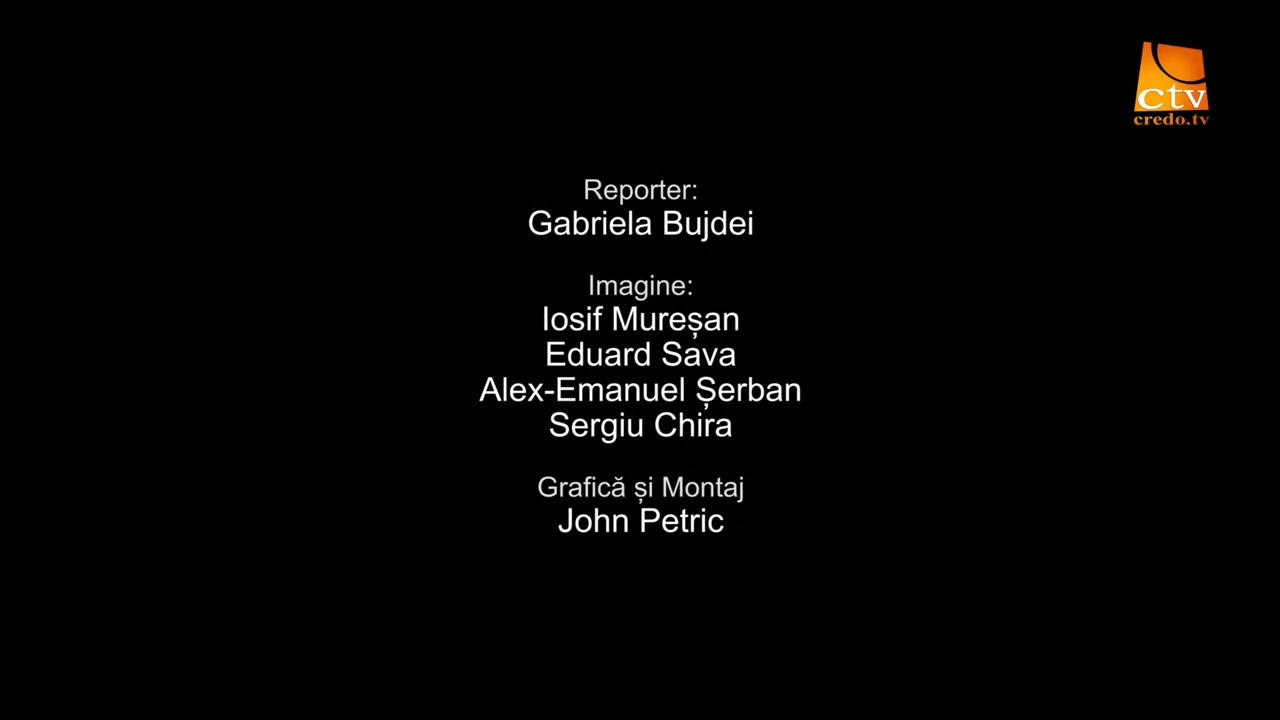 ctv
credo.tv
Reporter:
Gabriela Bujdei
Imagine:
Iosif Mureșan
Eduard Sava
Alex-Emanuel Șerban
Sergiu Chira
Grafică și Montaj
John Petric